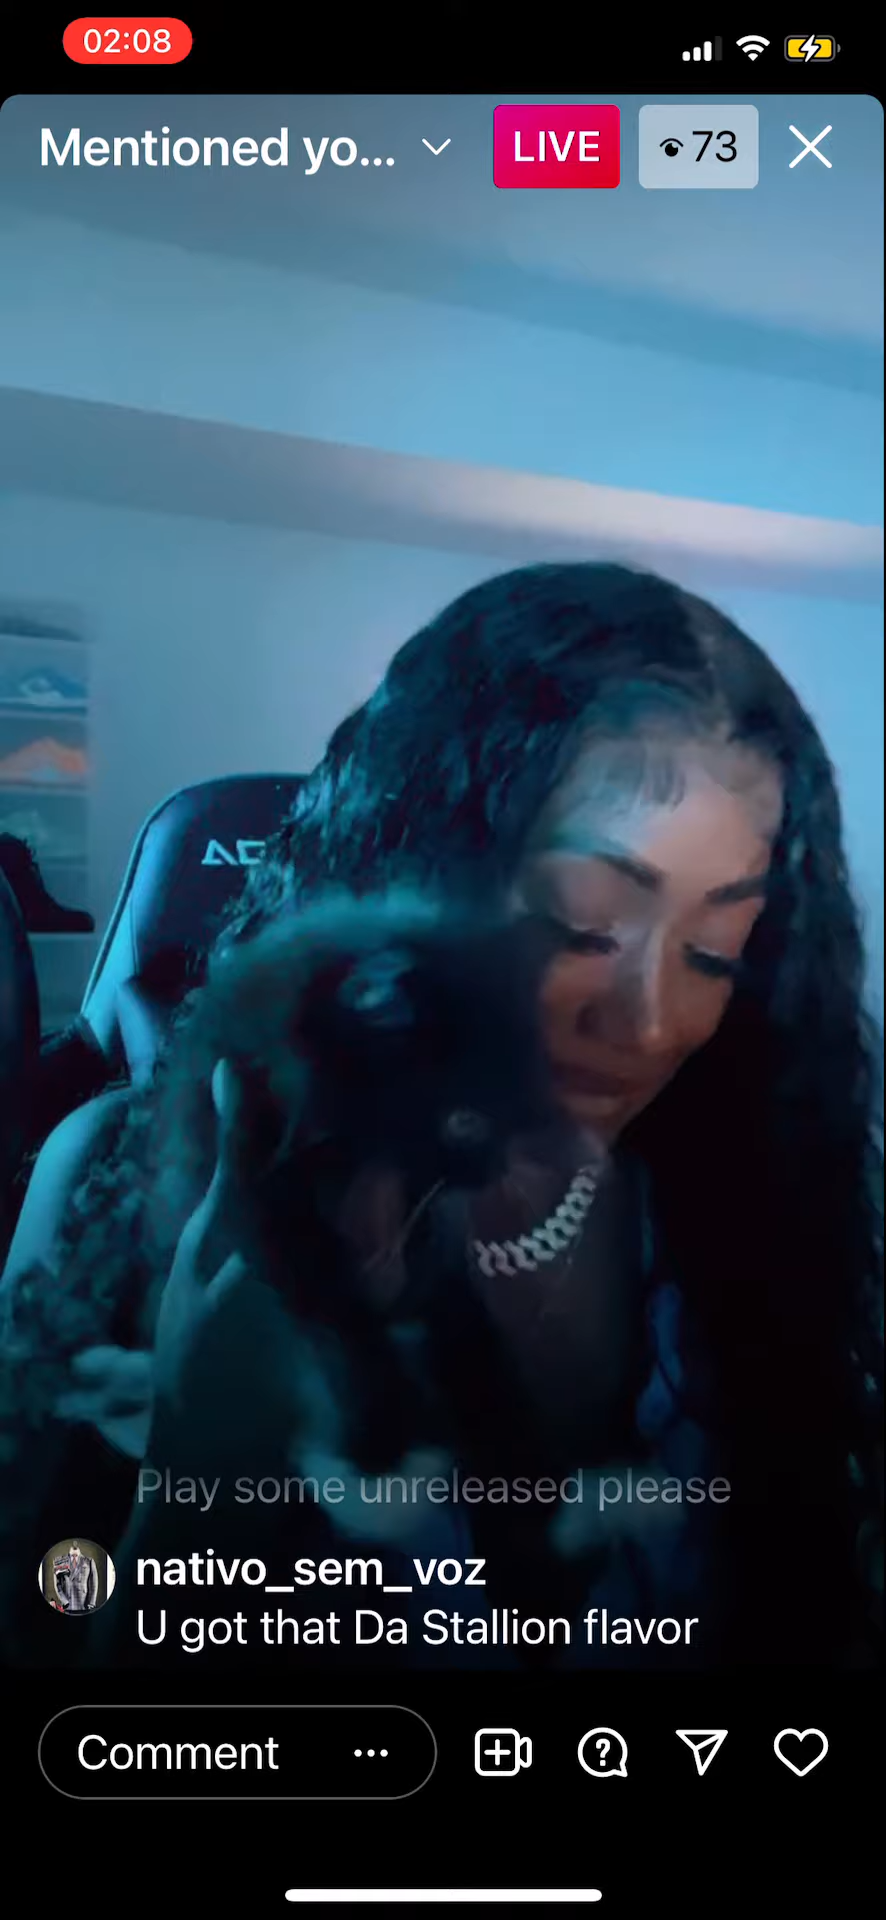 02:08
Mentioned yo...
LIVE
73
Play some unreleased please
nativo_sem_voz
U got that Da Stallion flavor
Comment